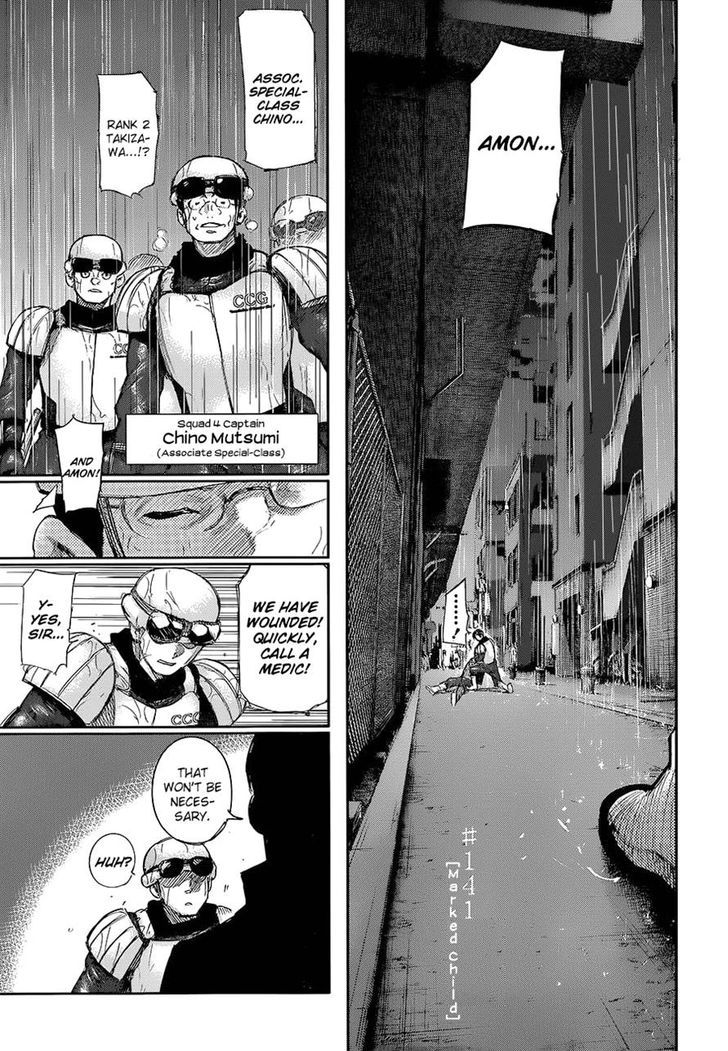 AMON...
.......!
#141
[Marked child]
ASSOC.
SPECIAL-
CLASS
CHINO...
RANK 2
TAKIZA-
WA...!?
CCG
CCG
Squad 4 Captain
Chino Mutsumi
(Associate Special-Class)
AND
AMON!
WE HAVE
WOUNDED!
QUICKLY,
CALL A
MEDIC!
Y-
YES,
SIR...
CCG
THAT
WON'T BE
NECES-
SARY.
HUH?